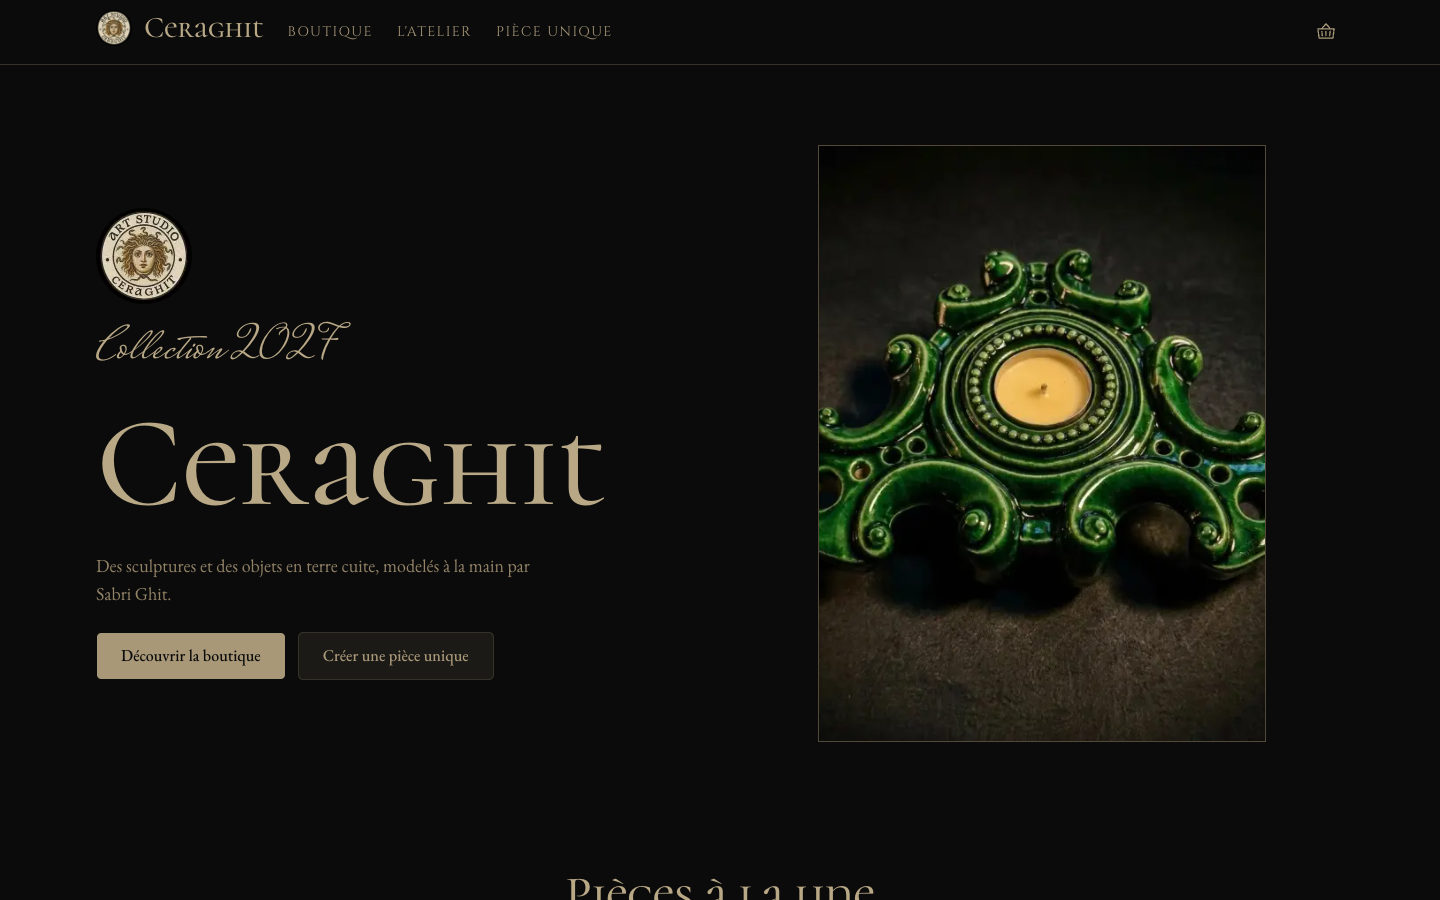 Ceraghit BOUTIQUE L'ATELIER PIÈCE UNIQUE
ART STUDIO
CERAGHIT
Collection 2027
Ceraghit
Des sculptures et des objets en terre cuite, modelés à la main par
Sabri Ghit.
Découvrir la boutique Créer une pièce unique
Pièces à la une